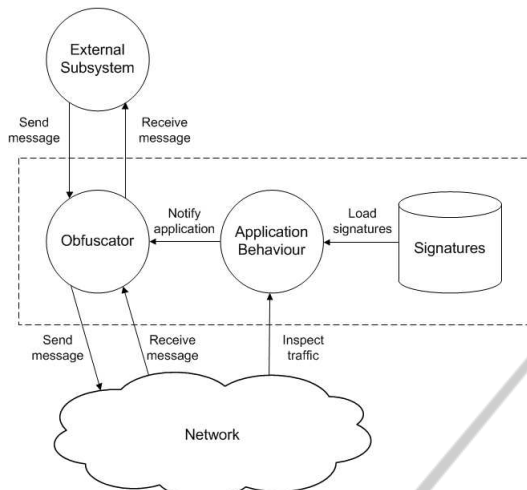 External
Subsystem
Send
message
Receive
message
Obfuscator
Notify
application
Application
Behaviour
Load
signatures
Signatures
Send
message
Receive
message
Inspect
traffic
Network